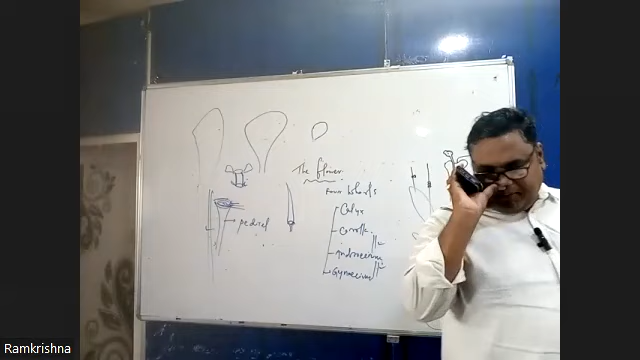 The flower
Four whorls
Calyx
Corolla
pedicel
Androecium
Gynoecium
Ramkrishna